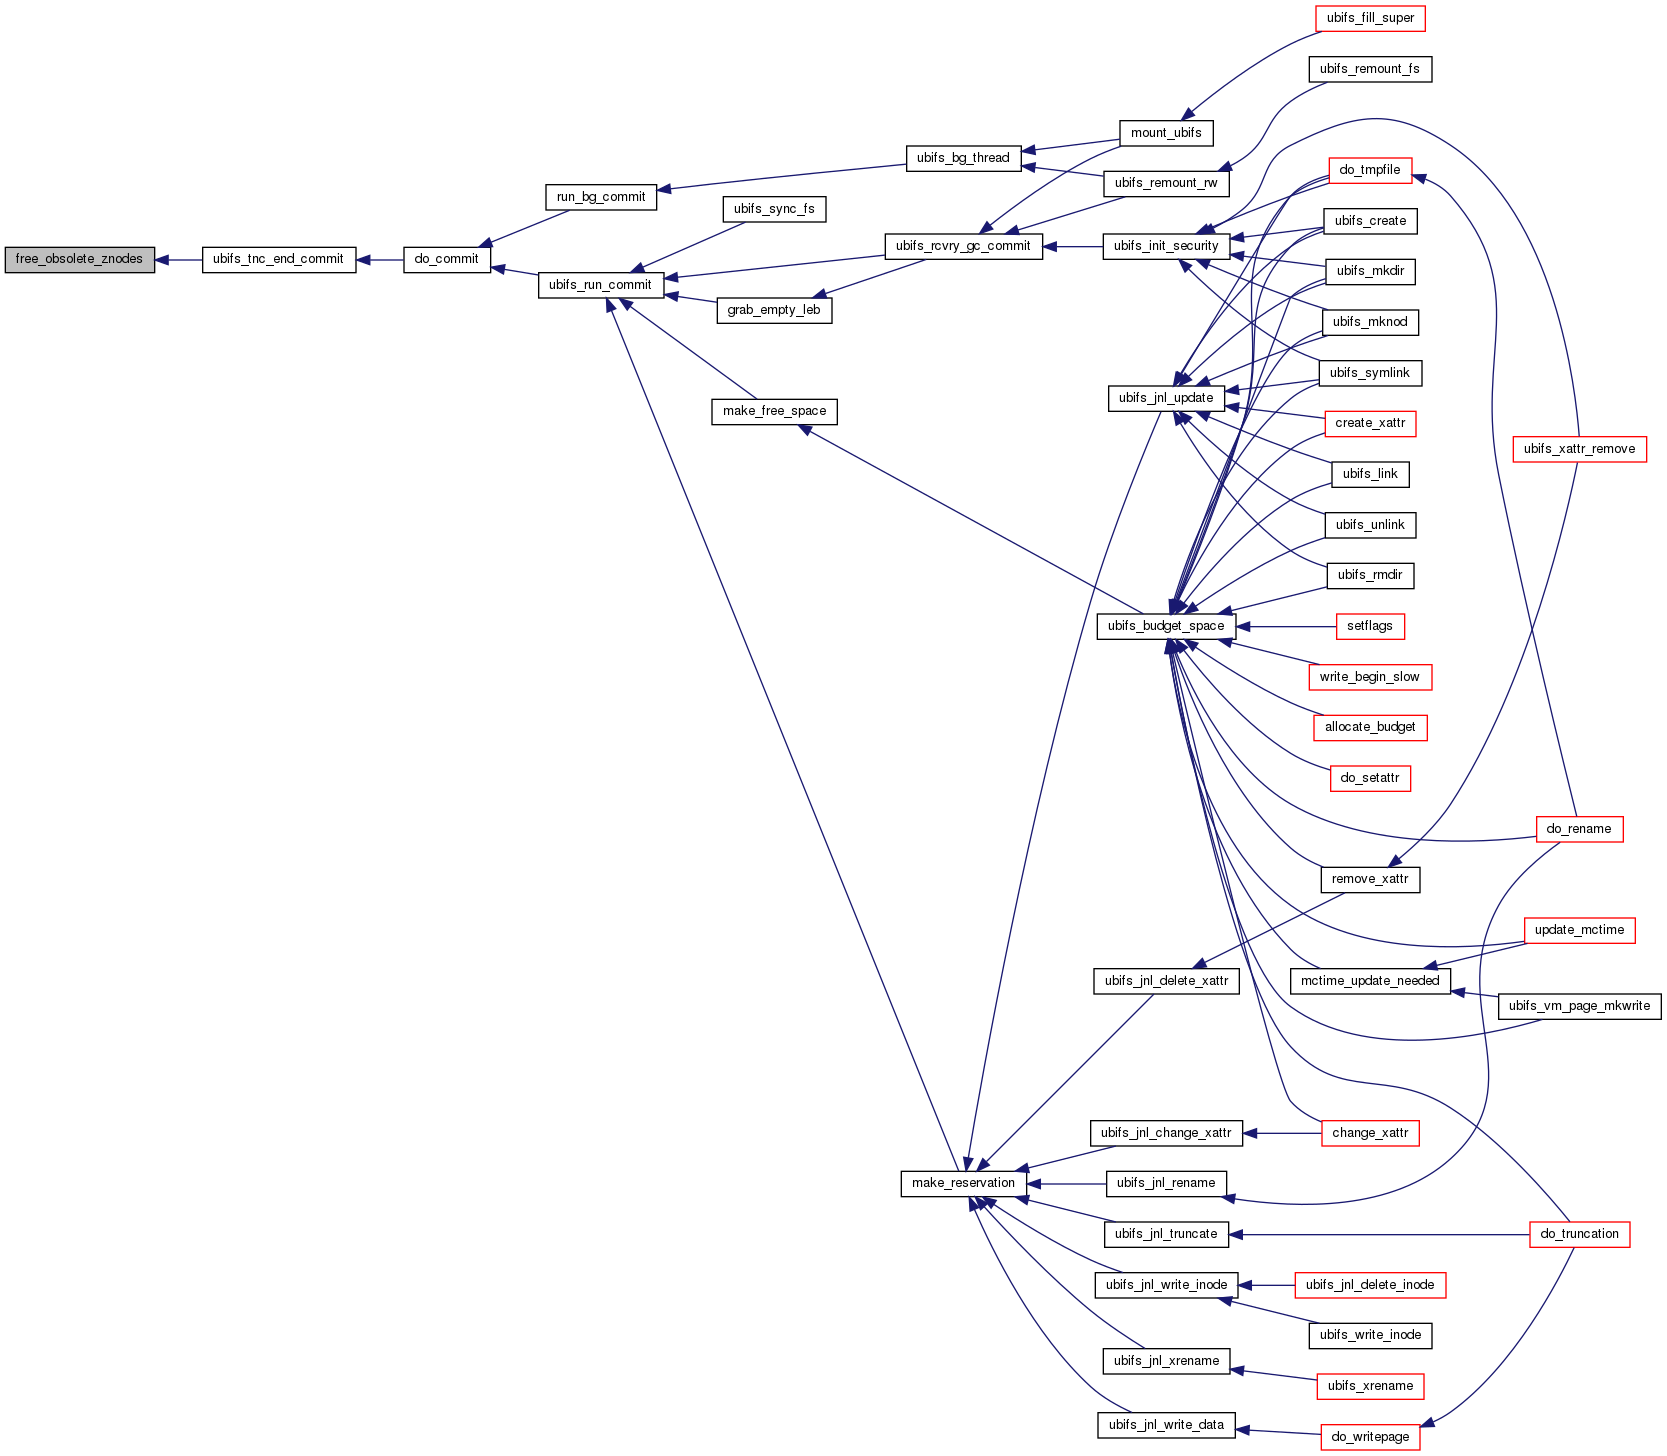 ubifs_fill_super
ubifs_remount_fs
mount_ubifs
ubifs_bg_thread
do_tmpfile
ubifs_remount_rw
run_bg_commit
ubifs_sync_fs
ubifs_create
free_obsolete_znodes
ubifs_tnc_end_commit
do_commit
ubifs_rcvry_gc_commit
ubifs_init_security
ubifs_mkdir
ubifs_run_commit
grab_empty_leb
ubifs_mknod
ubifs_symlink
ubifs_jnl_update
make_free_space
create_xattr
ubifs_xattr_remove
ubifs_link
ubifs_unlink
ubifs_rmdir
ubifs_budget_space
setflags
write_begin_slow
allocate_budget
do_setattr
do_rename
remove_xattr
update_mctime
ubifs_jnl_delete_xattr
mctime_update_needed
ubifs_vm_page_mkwrite
ubifs_jnl_change_xattr
change_xattr
make_reservation
ubifs_jnl_rename
ubifs_jnl_truncate
do_truncation
ubifs_jnl_write_inode
ubifs_jnl_delete_inode
ubifs_write_inode
ubifs_jnl_xrename
ubifs_xrename
ubifs_jnl_write_data
do_writepage